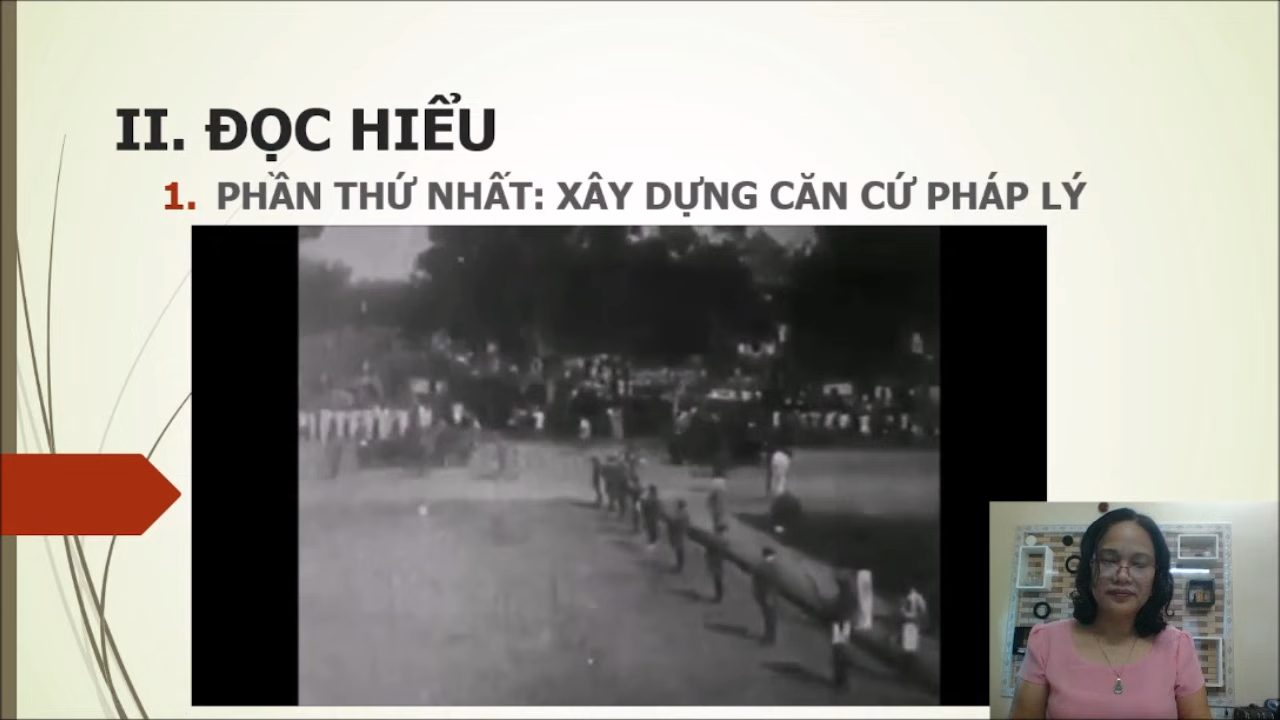 II. ĐỌC HIỂU
1. PHẦN THỨ NHẤT: XÂY DỰNG CĂN CỨ PHÁP LÝ